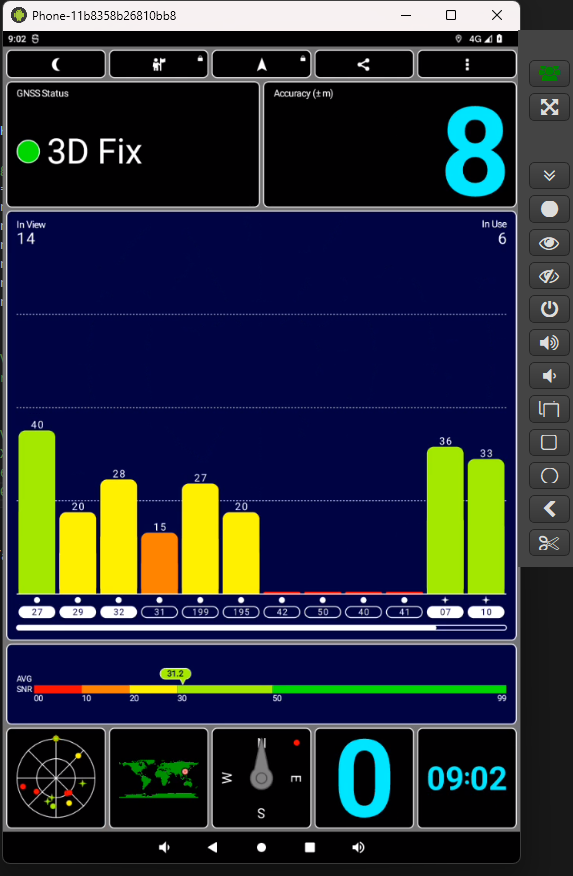 Phone-11b8358b26810bb8
9:02
4G
GNSS Status
3D Fix
Accuracy (± m)
8
In View
14
In Use
6
40
20
28
15
27
20
36
33
27 29 32 31 199 195 42 50 40 41 07 10
31.2
AVG
SNR
00 10 20 30 50 99
N
W E
S
0
09:02